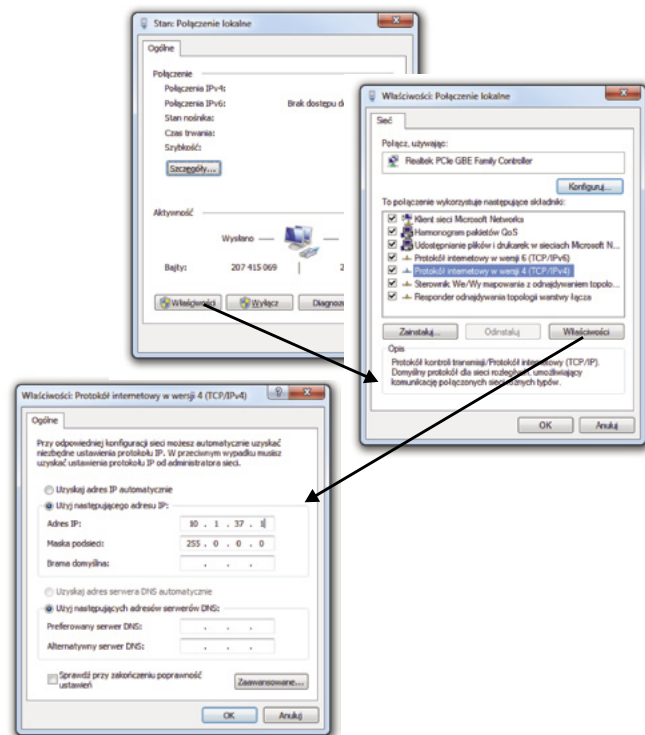 Stan: Połączenie lokalne
Ogólne
Połączenie
Połączenia IPv4:
Połączenia IPv6: Brak dostępu d
Stan nośnika:
Czas trwania:
Szybkość:
Szczegóły...
Aktywność
Wysłano
Bajty: 207 415 069 2
Właściwości Wyłącz Diagnoz
Właściwości: Połączenie lokalne
Sieć
Połącz, używając:
Realtek PCIe GBE Family Controller
Konfiguruj...
To połączenie wykorzystuje następujące składniki:
Klient sieci Microsoft Networks
Harmonogram pakietów QoS
Udostępnianie plików i drukarek w sieciach Microsoft N...
Protokół internetowy w wersji 6 (TCP/IPv6)
Protokół internetowy w wersji 4 (TCP/IPv4)
Sterownik We/Wy mapowania z odnajdywaniem topolo...
Responder odnajdywania topologii warstwy łącza
Zainstaluj... Odinstaluj Właściwości
Opis
Protokół kontroli transmisji/Protokół internetowy (TCP/IP).
Domyślny protokół dla sieci rozległych, umożliwiający
komunikację połączonych sieci różnych typów.
OK Anuluj
Właściwości: Protokół internetowy w wersji 4 (TCP/IPv4)
Ogólne
Przy odpowiedniej konfiguracji sieci możesz automatycznie uzyskać
niezbędne ustawienia protokołu IP. W przeciwnym wypadku musisz
uzyskać ustawienia protokołu IP od administratora sieci.
Uzyskaj adres IP automatycznie
Użyj następującego adresu IP:
Adres IP: 10 . 1 . 37 . 1
Maska podsieci: 255 . 0 . 0 . 0
Brama domyślna: . . .
Uzyskaj adres serwera DNS automatycznie
Użyj następujących adresów serwerów DNS:
Preferowany serwer DNS: . . .
Alternatywny serwer DNS: . . .
Sprawdź przy zakończeniu poprawność
ustawień
Zaawansowane...
OK Anuluj